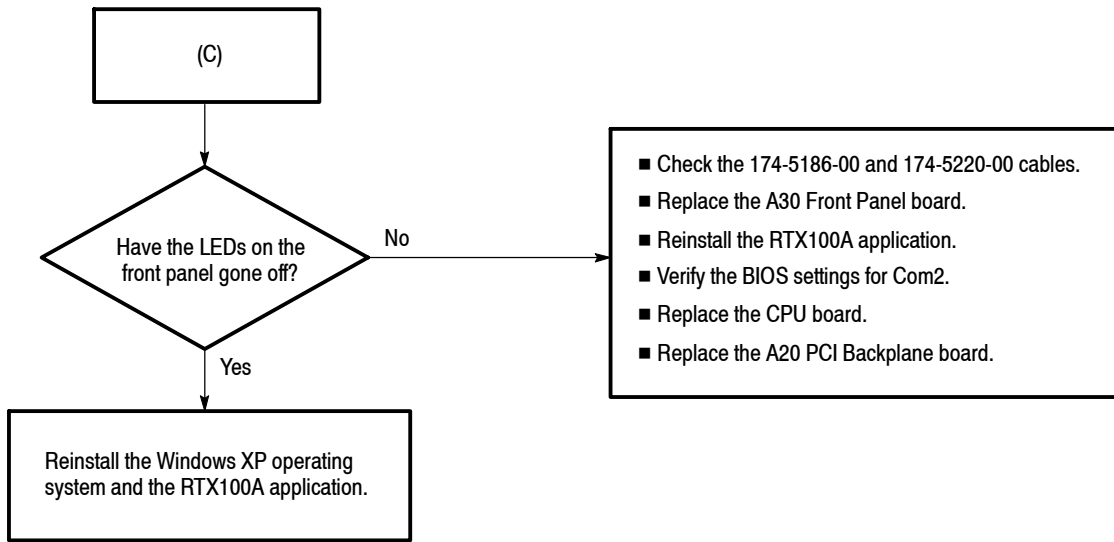 (C)
Have the LEDs on the
front panel gone off?
No
■ Check the 174-5186-00 and 174-5220-00 cables.
■ Replace the A30 Front Panel board.
■ Reinstall the RTX100A application.
■ Verify the BIOS settings for Com2.
■ Replace the CPU board.
■ Replace the A20 PCI Backplane board.
Yes
Reinstall the Windows XP operating
system and the RTX100A application.